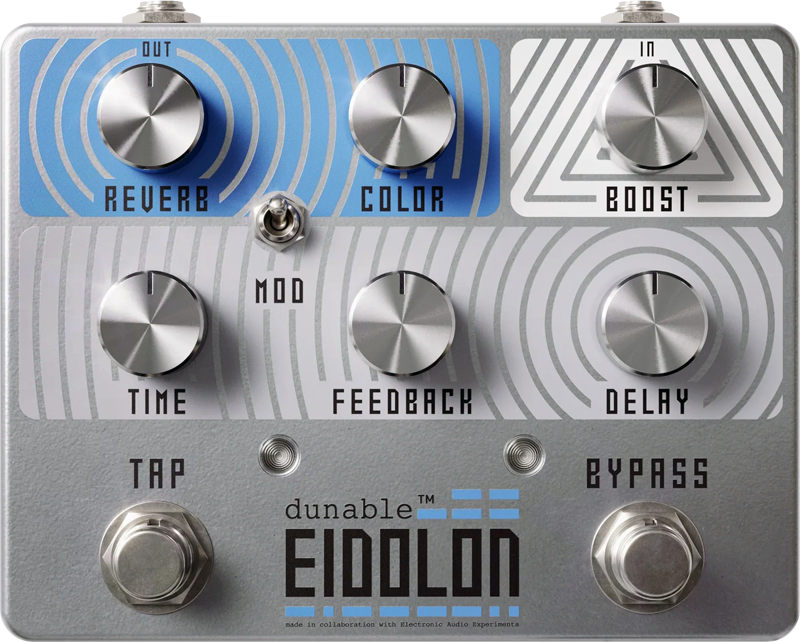 OUT
IN
REVERB
COLOR
BOOST
MOD
TIME
FEEDBACK
DELAY
TAP
BYPASS
dunable™
EIDOLON
made in collaboration with Electronic Audio Experiments